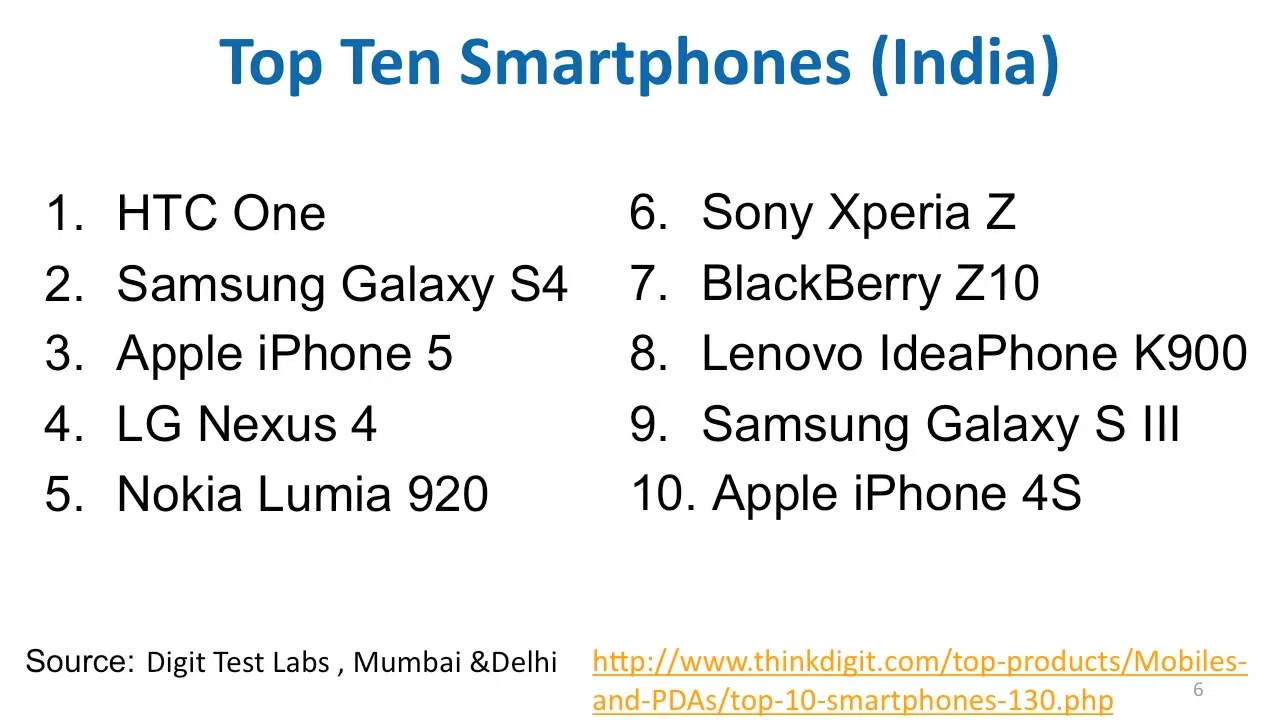 Top Ten Smartphones (India)
1. HTC One
2. Samsung Galaxy S4
3. Apple iPhone 5
4. LG Nexus 4
5. Nokia Lumia 920
6. Sony Xperia Z
7. BlackBerry Z10
8. Lenovo IdeaPhone K900
9. Samsung Galaxy S III
10. Apple iPhone 4S
Source: Digit Test Labs , Mumbai &Delhi
http://www.thinkdigit.com/top-products/Mobiles-
and-PDAs/top-10-smartphones-130.php
6